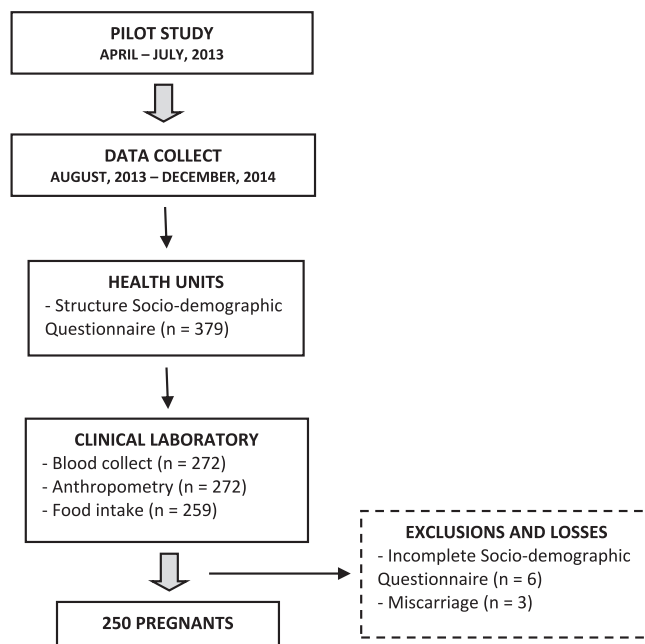 PILOT STUDY
APRIL – JULY, 2013
DATA COLLECT
AUGUST, 2013 – DECEMBER, 2014
HEALTH UNITS
- Structure Socio-demographic
Questionnaire (n = 379)
CLINICAL LABORATORY
- Blood collect (n = 272)
- Anthropometry (n = 272)
- Food intake (n = 259)
EXCLUSIONS AND LOSSES
- Incomplete Socio-demographic
Questionnaire (n = 6)
- Miscarriage (n = 3)
250 PREGNANTS